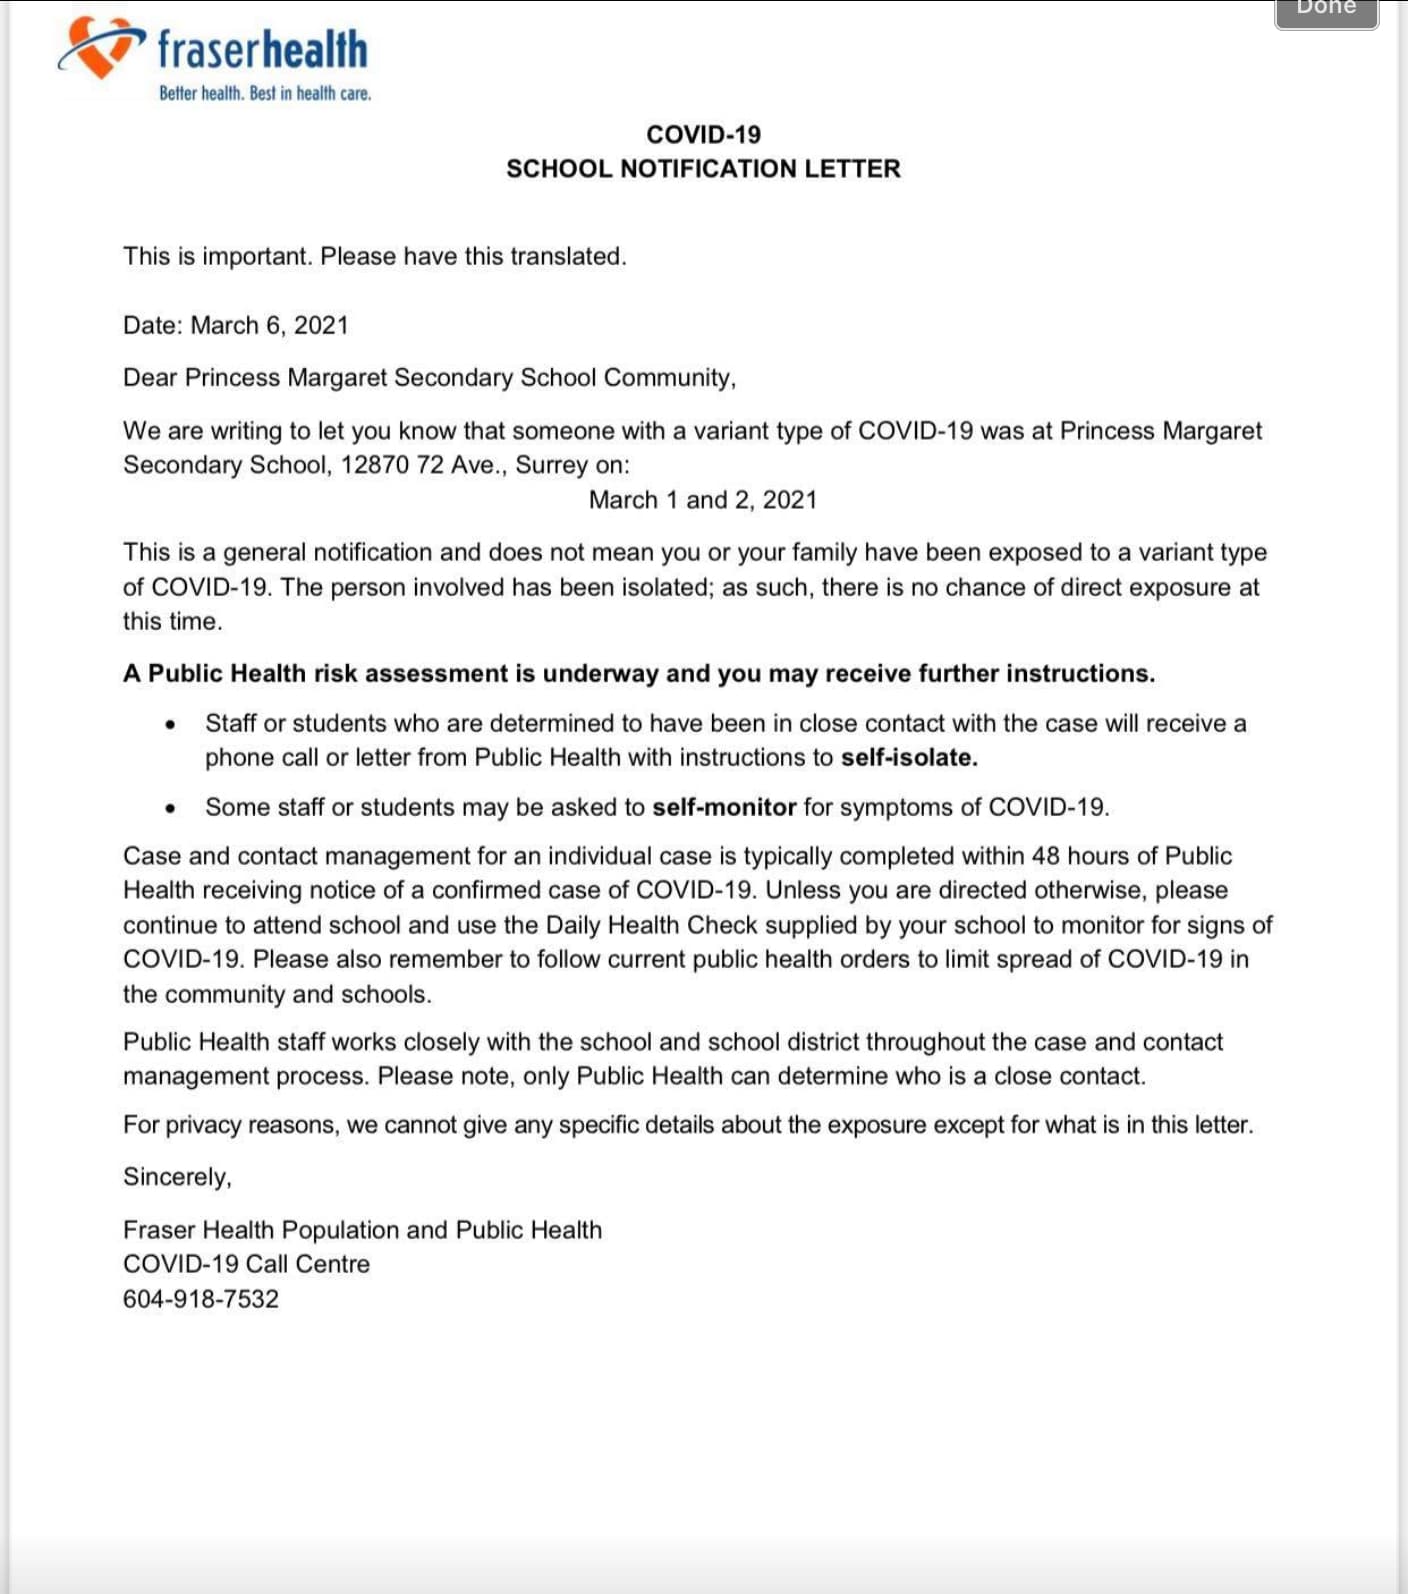 Done
fraserhealth
Better health. Best in health care.
COVID-19
SCHOOL NOTIFICATION LETTER
This is important. Please have this translated.
Date: March 6, 2021
Dear Princess Margaret Secondary School Community,
We are writing to let you know that someone with a variant type of COVID-19 was at Princess Margaret
Secondary School, 12870 72 Ave., Surrey on:
March 1 and 2, 2021
This is a general notification and does not mean you or your family have been exposed to a variant type
of COVID-19. The person involved has been isolated; as such, there is no chance of direct exposure at
this time.
A Public Health risk assessment is underway and you may receive further instructions.
• Staff or students who are determined to have been in close contact with the case will receive a
phone call or letter from Public Health with instructions to self-isolate.
• Some staff or students may be asked to self-monitor for symptoms of COVID-19.
Case and contact management for an individual case is typically completed within 48 hours of Public
Health receiving notice of a confirmed case of COVID-19. Unless you are directed otherwise, please
continue to attend school and use the Daily Health Check supplied by your school to monitor for signs of
COVID-19. Please also remember to follow current public health orders to limit spread of COVID-19 in
the community and schools.
Public Health staff works closely with the school and school district throughout the case and contact
management process. Please note, only Public Health can determine who is a close contact.
For privacy reasons, we cannot give any specific details about the exposure except for what is in this letter.
Sincerely,
Fraser Health Population and Public Health
COVID-19 Call Centre
604-918-7532